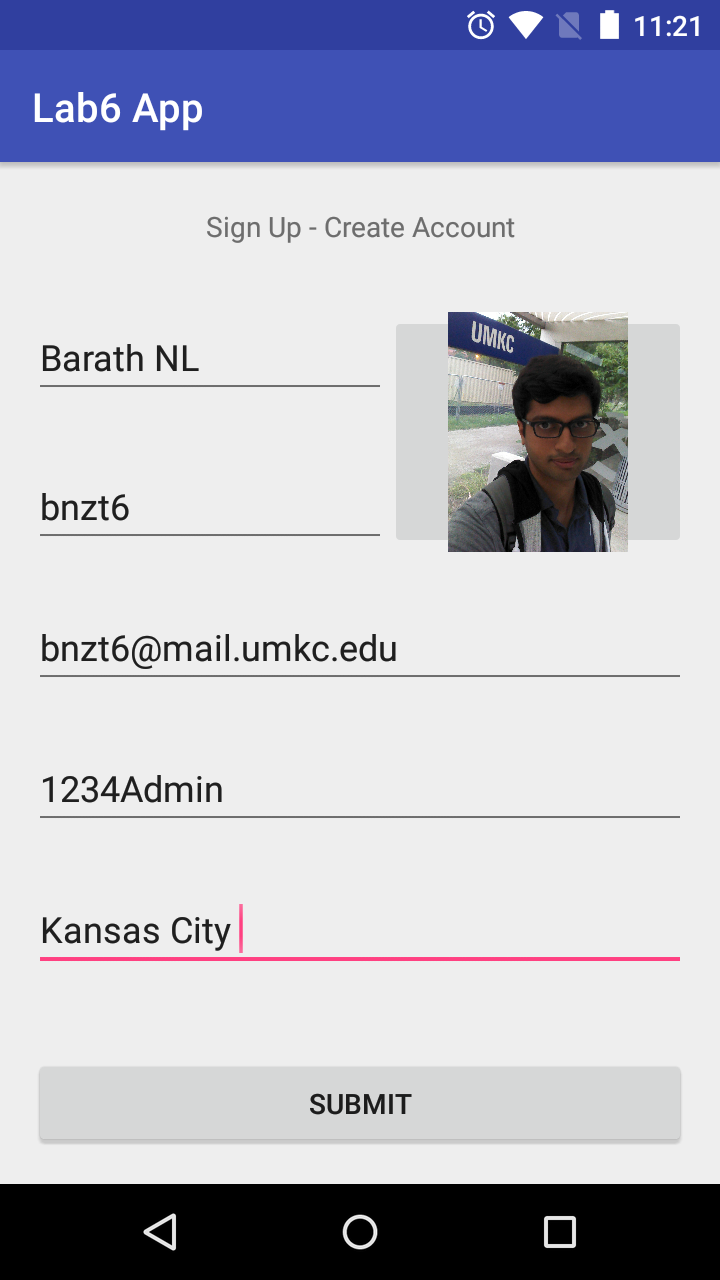 11:21
Lab6 App
Sign Up - Create Account
Barath NL
UMKC
bnzt6
bnzt6@mail.umkc.edu
1234Admin
Kansas City
SUBMIT